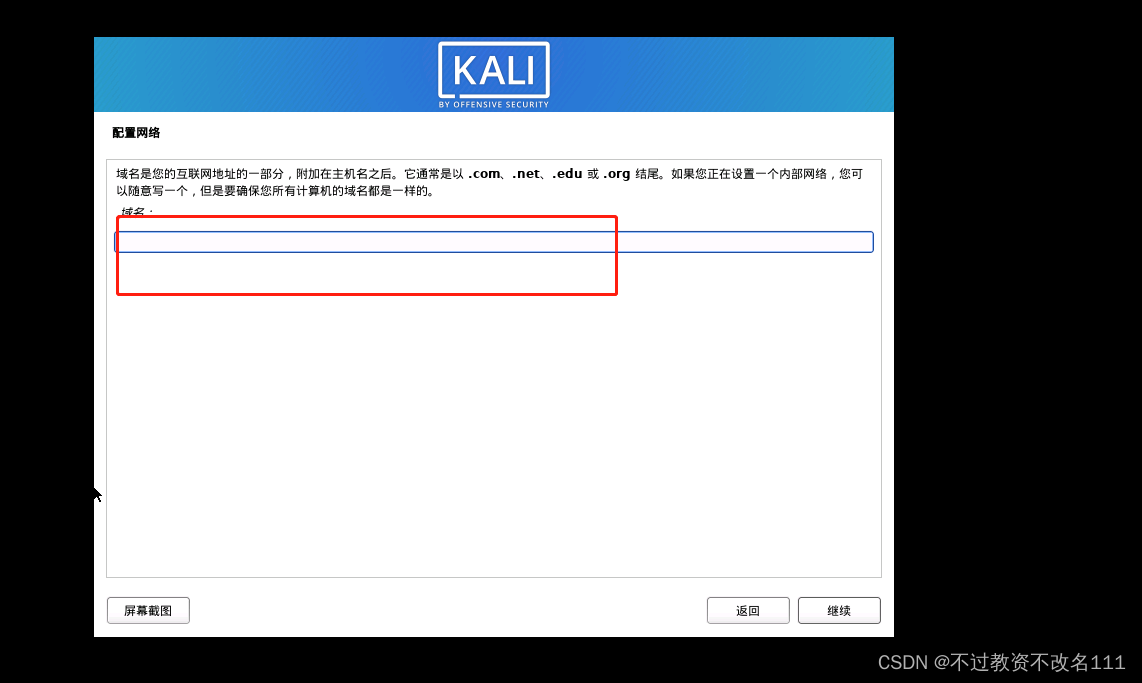 KALI
BY OFFENSIVE SECURITY
配置网络
域名是您的互联网地址的一部分，附加在主机名之后。它通常是以 .com、.net、.edu 或 .org 结尾。如果您正在设置一个内部网络，您可
以随意写一个，但是要确保您所有计算机的域名都是一样的。
域名：
屏幕截图
返回
继续
CSDN @不过教资不改名111